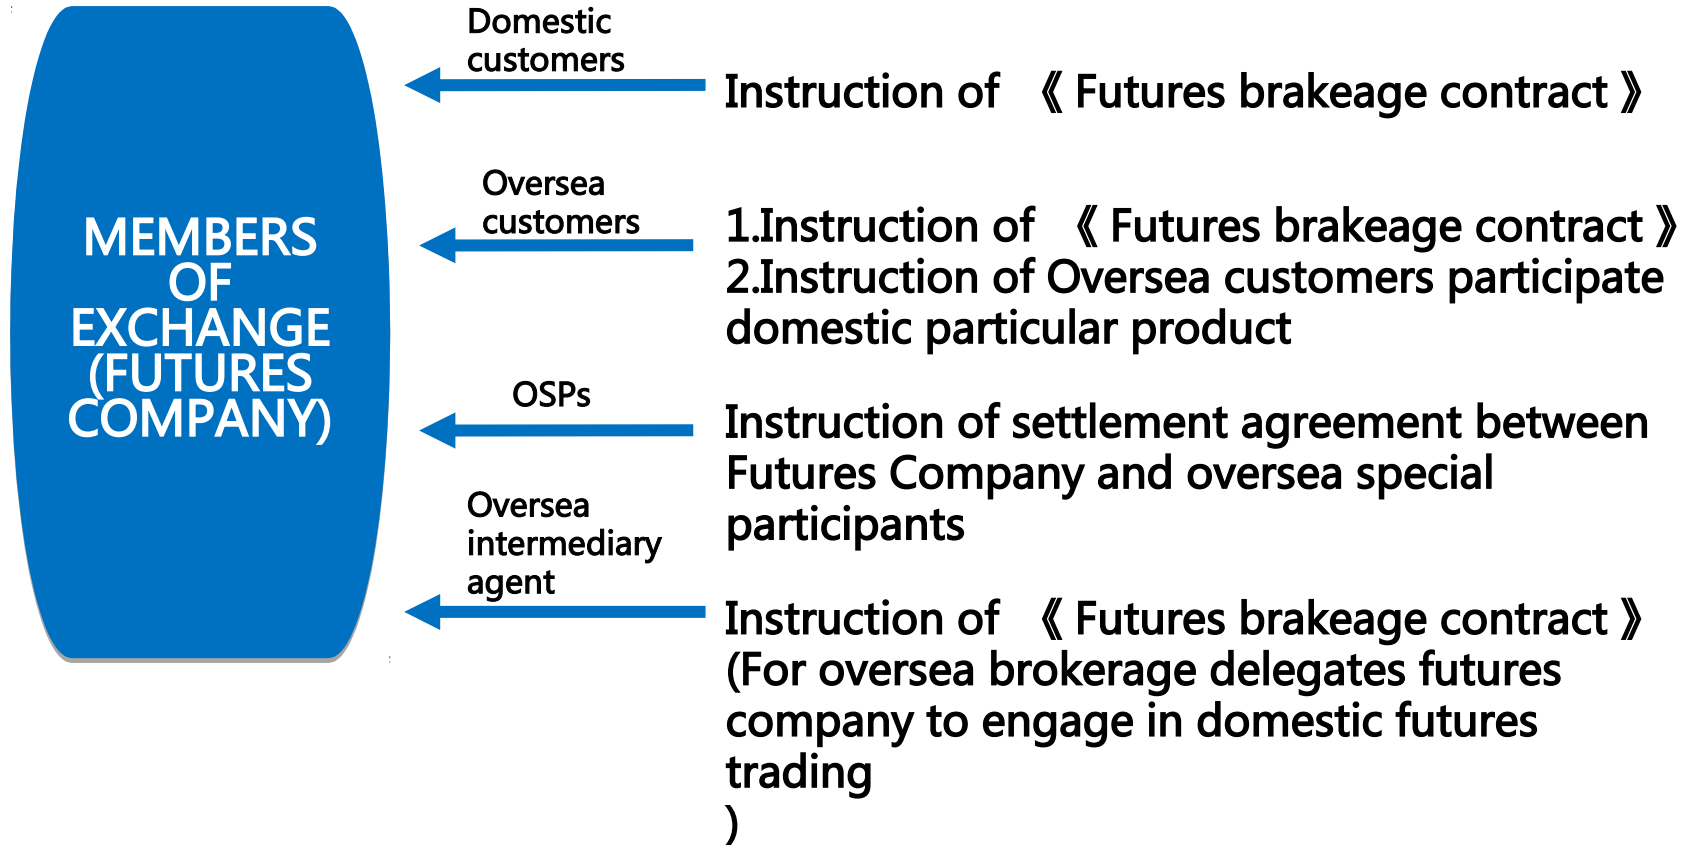 MEMBERS
OF
EXCHANGE
(FUTURES
COMPANY)
Domestic
customers
Instruction of 《 Futures brakeage contract 》
Oversea
customers
1.Instruction of 《 Futures brakeage contract 》
2.Instruction of Oversea customers participate
domestic particular product
OSPs
Instruction of settlement agreement between
Futures Company and oversea special
participants
Oversea
intermediary
agent
Instruction of 《 Futures brakeage contract 》
(For oversea brokerage delegates futures
company to engage in domestic futures
trading
)